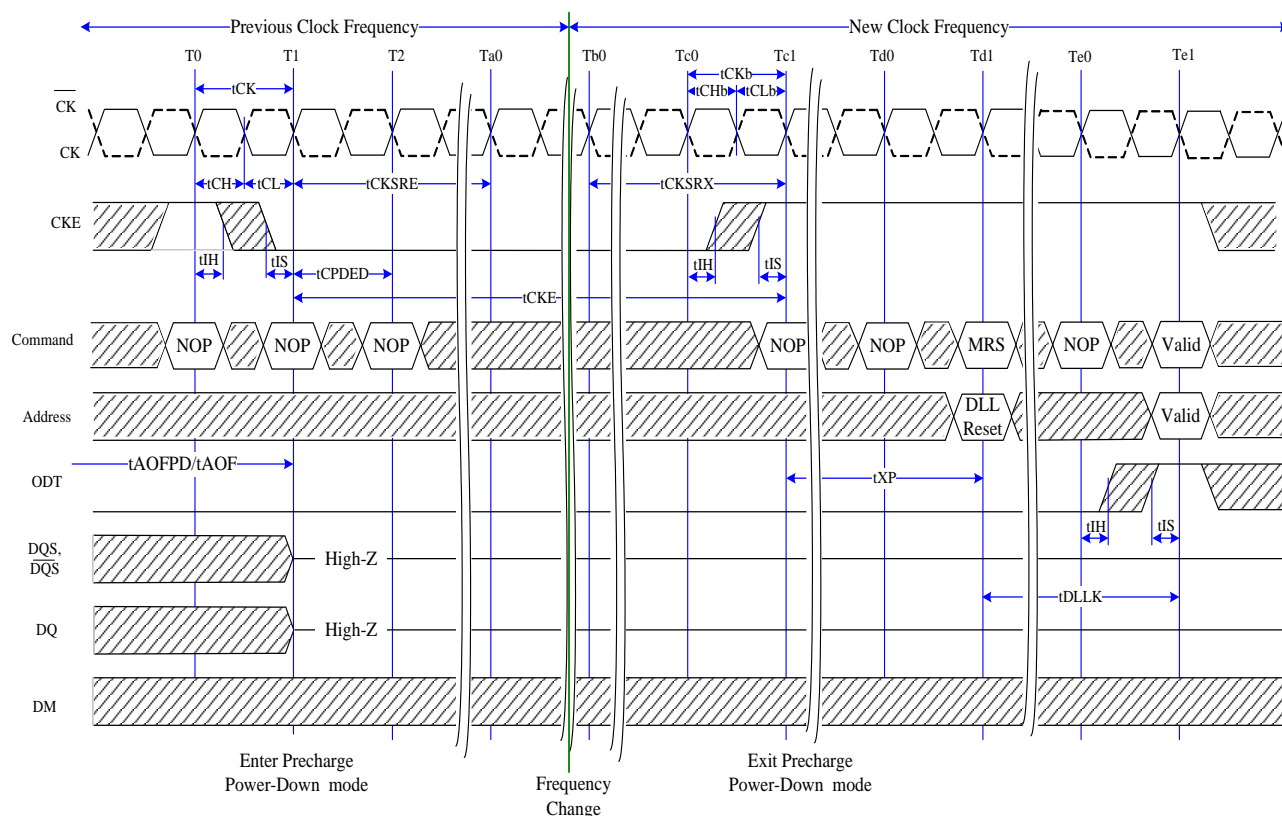 Previous Clock Frequency New Clock Frequency
T0 T1 T2 Ta0 Tb0 Tc0 Tc1 Td0 Td1 Te0 Te1
tCK tCKb
tCHb tCLb
CK
CK
tCH tCL tCKSRE tCKSRX
CKE
tIH tIS tCPDED tIH tIS
tCKE
Command NOP NOP NOP NOP NOP MRS NOP Valid
Address DLL Reset Valid
tAOFPD/tAOF
ODT tXP
tIH tIS
DQS, DQS High-Z
tDLLK
DQ High-Z
DM
Enter Precharge Power-Down mode
Exit Precharge Power-Down mode
Frequency Change